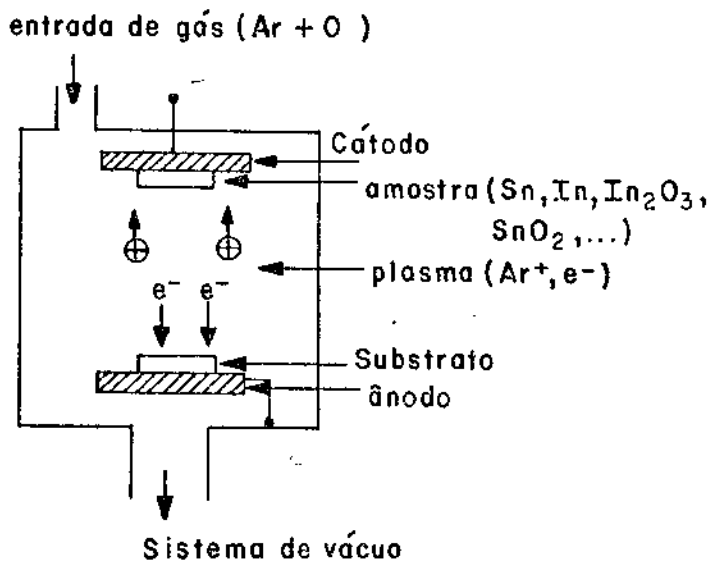 entrada de gás (Ar + O )
Cátodo
amostra (Sn, In, In₂O₃,
SnO₂,...)
plasma (Ar⁺, e⁻)
e⁻ e⁻
Substrato
ânodo
Sistema de vácuo